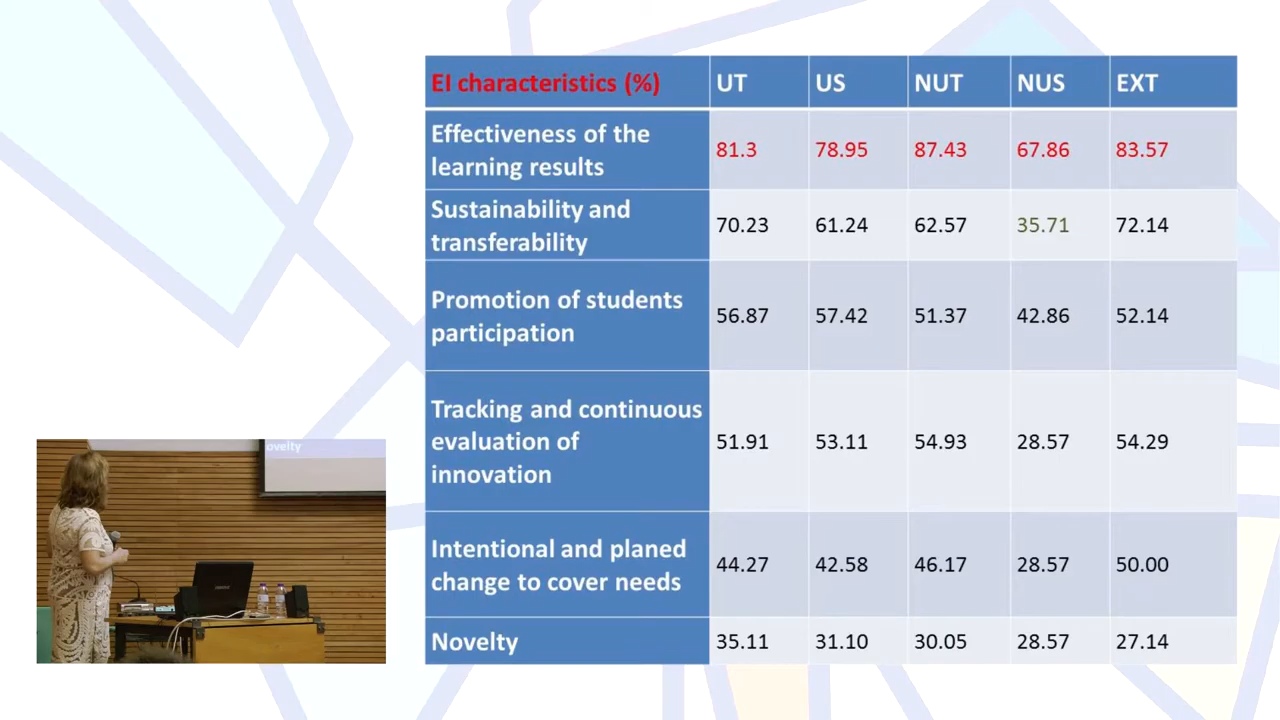 EI characteristics (%) UT US NUT NUS EXT
Effectiveness of the
learning results
81.3 78.95 87.43 67.86 83.57
Sustainability and
transferability
70.23 61.24 62.57 35.71 72.14
Promotion of students
participation
56.87 57.42 51.37 42.86 52.14
Tracking and continuous
evaluation of
innovation
51.91 53.11 54.93 28.57 54.29
Intentional and planed
change to cover needs
44.27 42.58 46.17 28.57 50.00
Novelty 35.11 31.10 30.05 28.57 27.14
ovelty